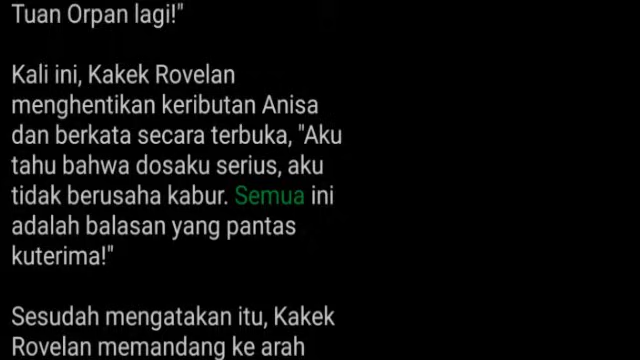 Tuan Orpan lagi!"
Kali ini, Kakek Rovelan
menghentikan keributan Anisa
dan berkata secara terbuka, "Aku
tahu bahwa dosaku serius, aku
tidak berusaha kabur. Semua ini
adalah balasan yang pantas
kuterima!"
Sesudah mengatakan itu, Kakek
Rovelan memandang ke arah